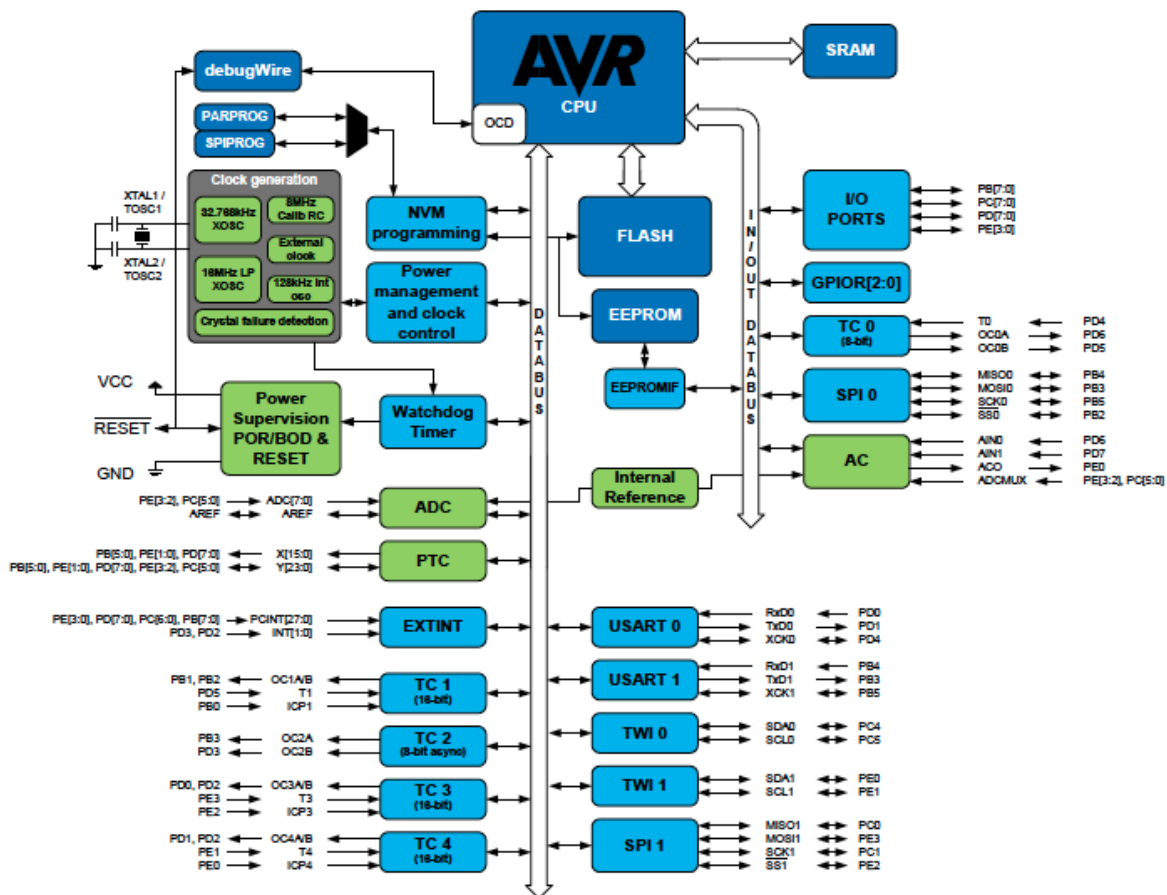 AVR
CPU
OCD
SRAM
debugWire
PARPROG
SPIPROG
Clock generation
XTAL1 /
TOSC1
XTAL2 /
TOSC2
32.768kHz
XOSC
8MHz
Calib RC
External
clock
16MHz LP
XOSC
128kHz int
osc
Crystal failure detection
NVM
programming
Power
management
and clock
control
FLASH
EEPROM
EEPROMIF
DATABUS
IN/OUT DATABUS
I/O
PORTS
PB[7:0]
PC[7:0]
PD[7:0]
PE[3:0]
GPIOR[2:0]
TC 0
(8-bit)
T0 PD4
OC0A PD6
OC0B PD5
SPI 0
MISO0 PB4
MOSI0 PB3
SCK0 PB5
SS0 PB2
AC
AIN0 PD6
AIN1 PD7
ACO PE0
ADCMUX PE[3:2], PC[5:0]
VCC
RESET
GND
Power
Supervision
POR/BOD &
RESET
Watchdog
Timer
Internal
Reference
PE[3:2], PC[5:0] ADC[7:0]
AREF AREF
ADC
PB[5:0], PE[1:0], PD[7:0] X[15:0]
PB[5:0], PE[1:0], PD[7:0], PE[3:2], PC[5:0] Y[23:0]
PTC
PE[3:0], PD[7:0], PC[6:0], PB[7:0] PCINT[27:0]
PD3, PD2 INT[1:0]
EXTINT
PB1, PB2 OC1A/B
PD5 T1
PB0 ICP1
TC 1
(16-bit)
PB3 OC2A
PD3 OC2B
TC 2
(8-bit async)
PD0, PD2 OC3A/B
PE3 T3
PE2 ICP3
TC 3
(16-bit)
PD1, PD2 OC4A/B
PE1 T4
PE0 ICP4
TC 4
(16-bit)
USART 0
RxD0 PD0
TxD0 PD1
XCK0 PD4
USART 1
RxD1 PB4
TxD1 PB3
XCK1 PB5
TWI 0
SDA0 PC4
SCL0 PC5
TWI 1
SDA1 PE0
SCL1 PE1
SPI 1
MISO1 PC0
MOSI1 PE3
SCK1 PC1
SS1 PE2